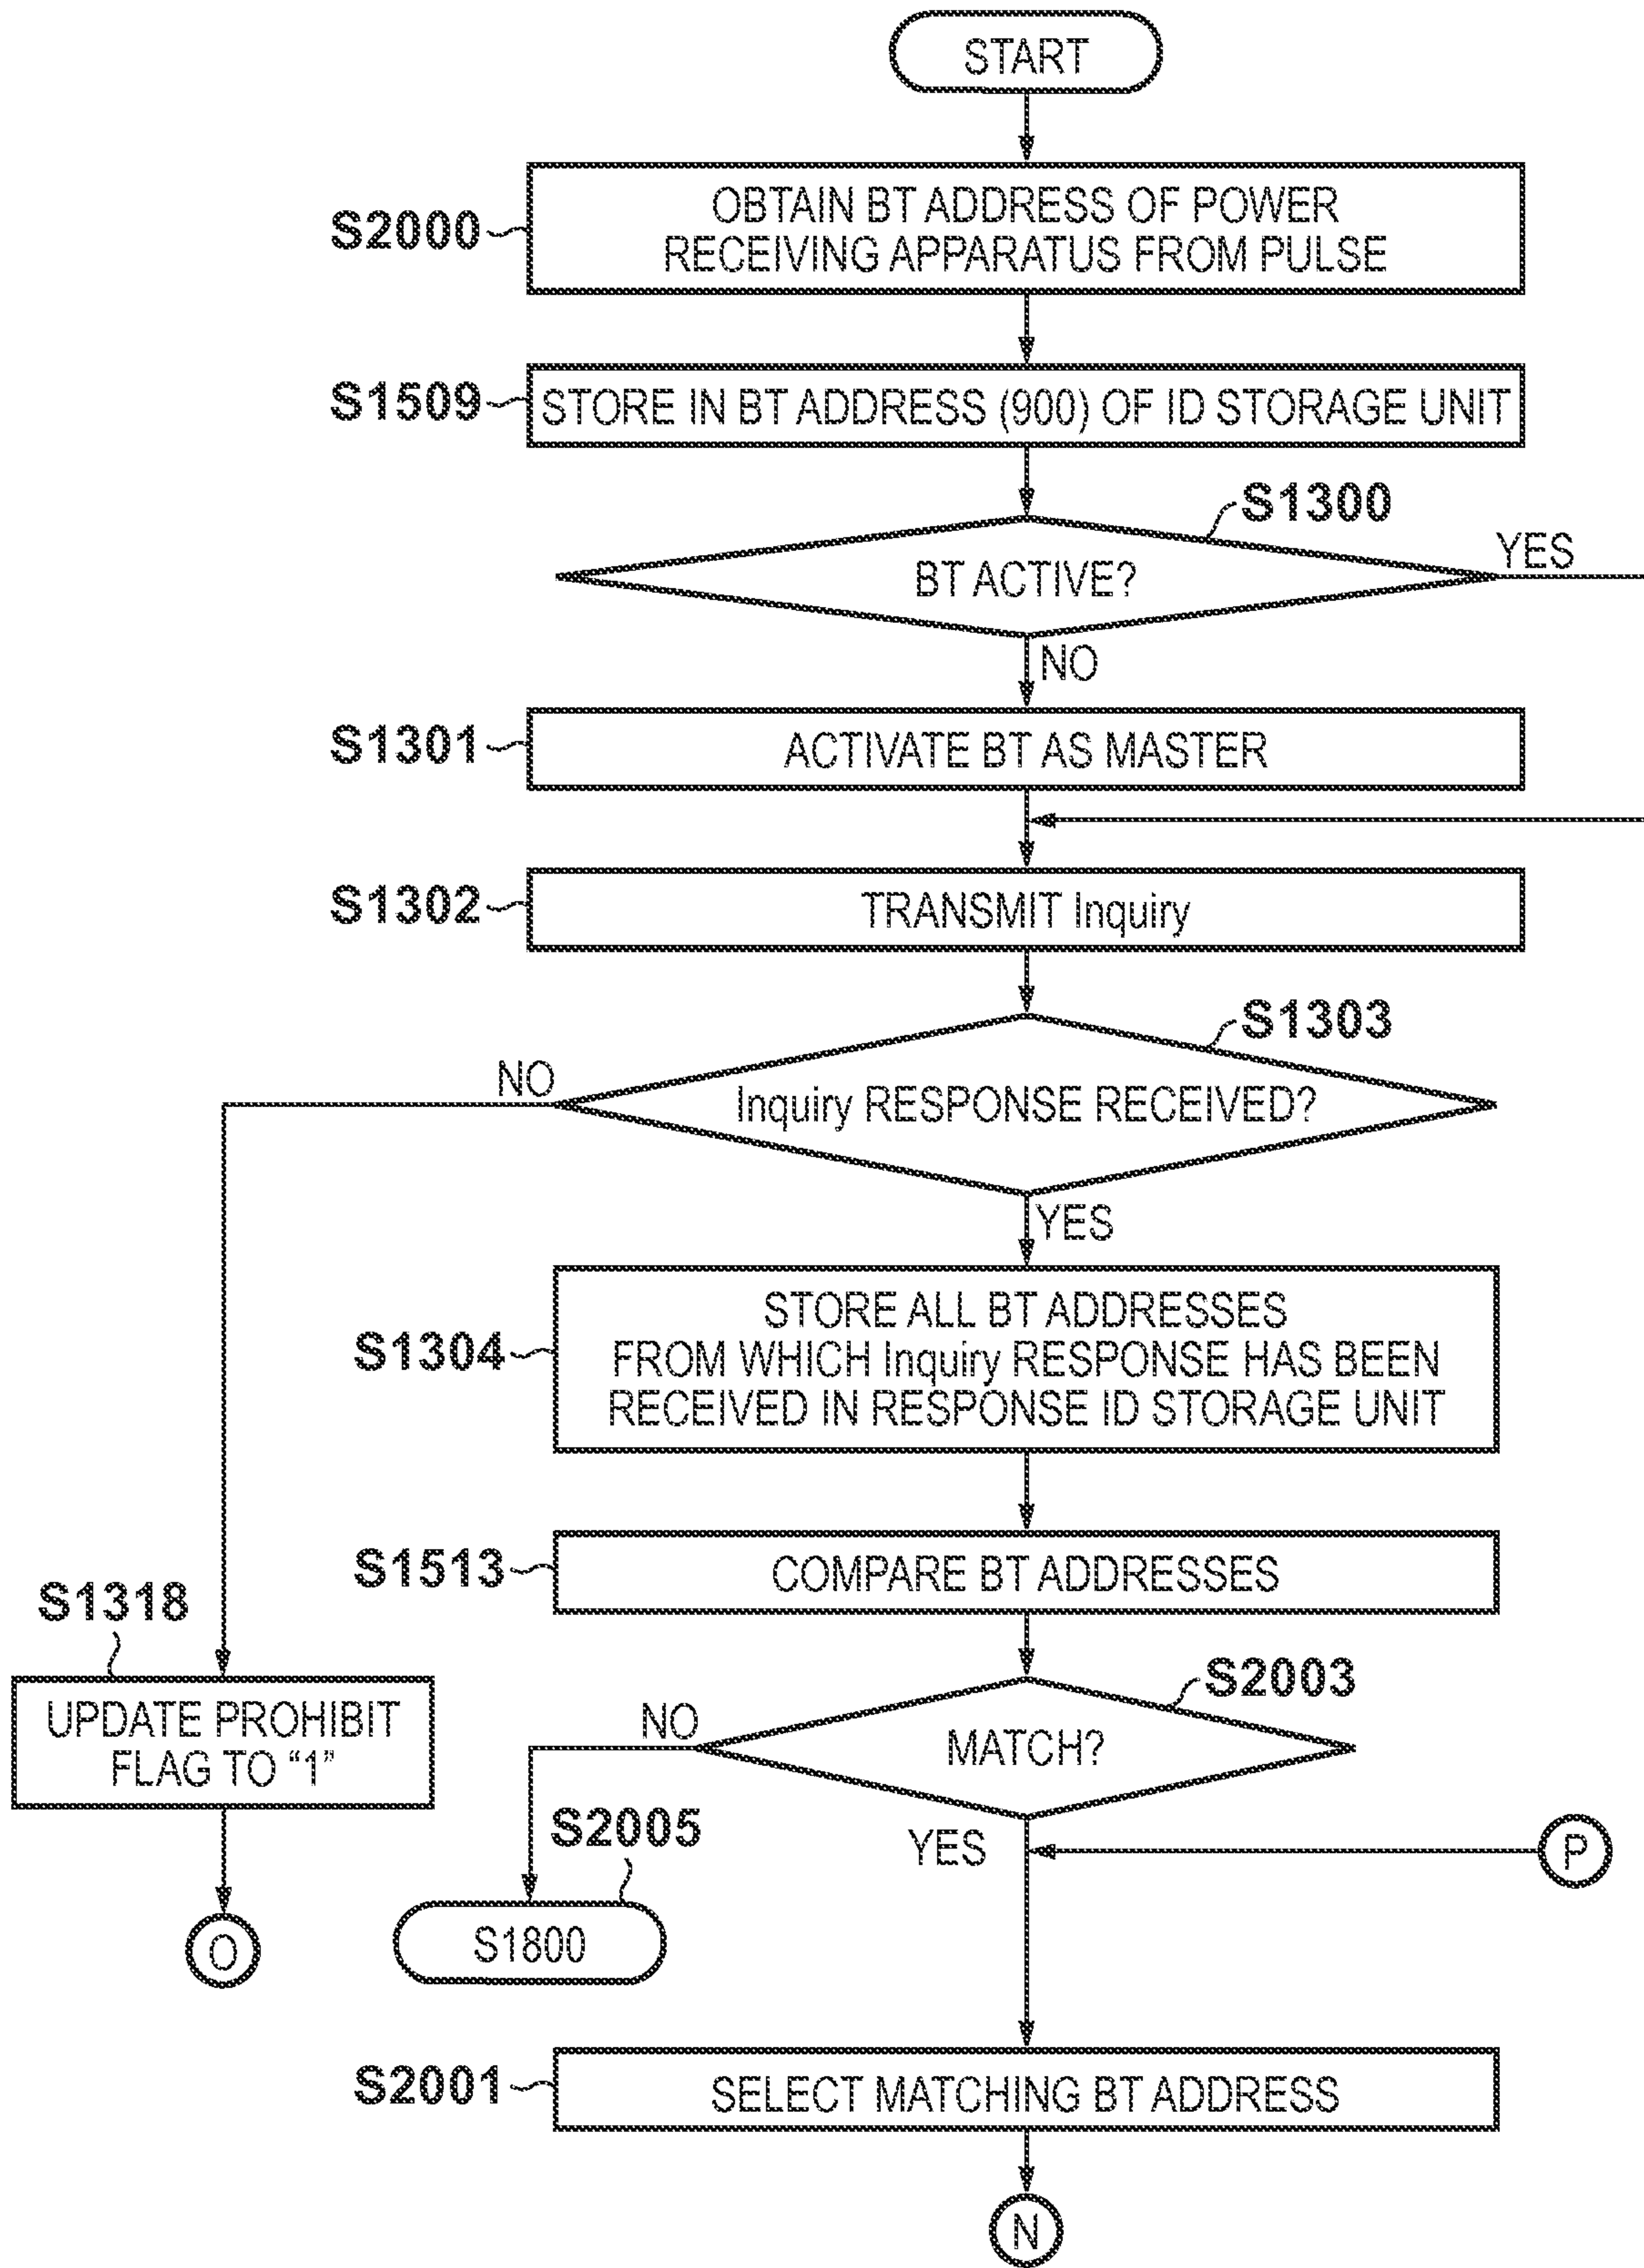 START
S2000
OBTAIN BT ADDRESS OF POWER
RECEIVING APPARATUS FROM PULSE
S1509
STORE IN BT ADDRESS (900) OF ID STORAGE UNIT
S1300
BT ACTIVE?
YES
NO
S1301
ACTIVATE BT AS MASTER
S1302
TRANSMIT Inquiry
S1303
NO
Inquiry RESPONSE RECEIVED?
YES
S1304
STORE ALL BT ADDRESSES
FROM WHICH Inquiry RESPONSE HAS BEEN
RECEIVED IN RESPONSE ID STORAGE UNIT
S1513
COMPARE BT ADDRESSES
S1318
UPDATE PROHIBIT
FLAG TO “1”
S2003
NO
MATCH?
S2005
YES
P
O
S1800
S2001
SELECT MATCHING BT ADDRESS
N